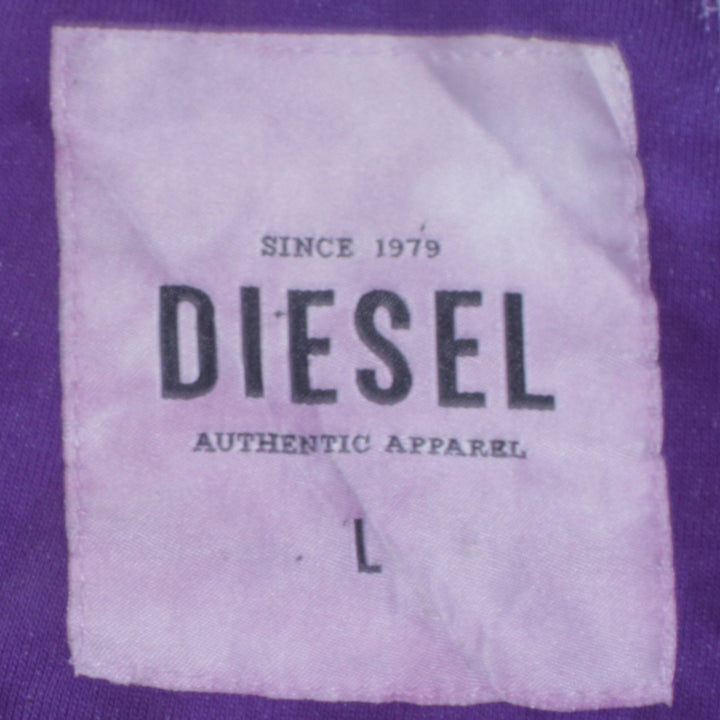 SINCE 1979
DIESEL
AUTHENTIC APPAREL
L